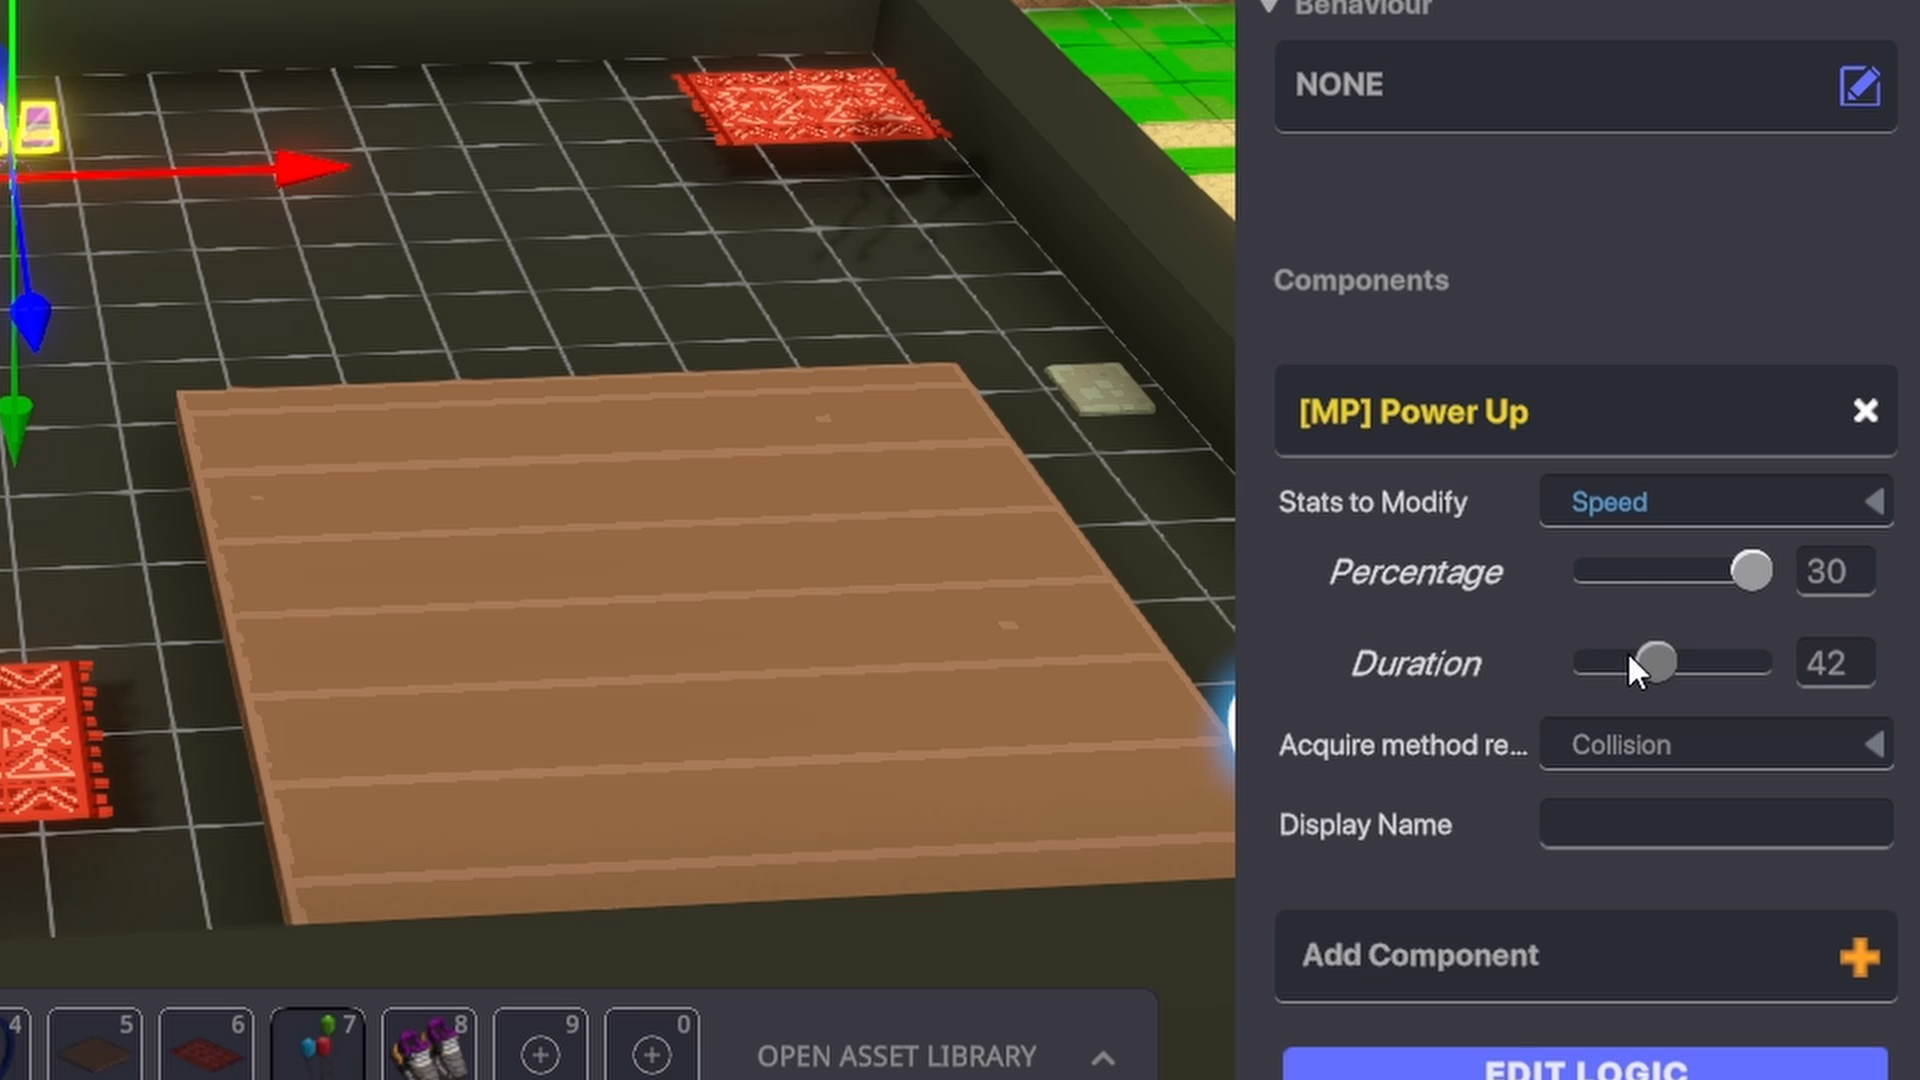 Behaviour
NONE
Components
[MP] Power Up
Stats to Modify Speed
Percentage 30
Duration 42
Acquire method re... Collision
Display Name
Add Component
EDIT LOGIC
4 5 6 7 8 9 0 OPEN ASSET LIBRARY